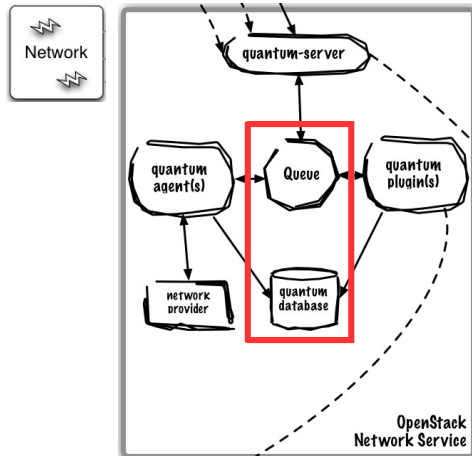 Network
quantum-server
quantum
agent(s)
Queue
quantum
plugin(s)
network
provider
quantum
database
OpenStack
Network Service